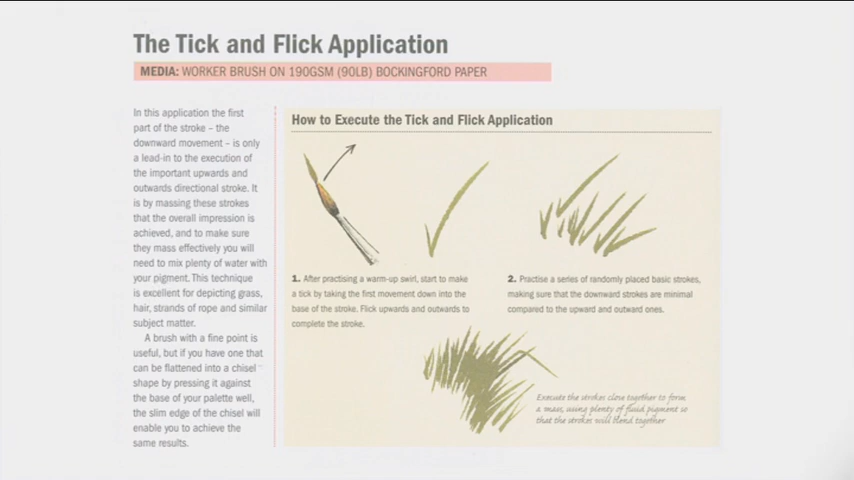 The Tick and Flick Application
MEDIA: WORKER BRUSH ON 190GSM (90LB) BOCKINGFORD PAPER
In this application the first
part of the stroke – the
downward movement – is only
a lead-in to the execution of
the important upwards and
outwards directional stroke. It
is by massing these strokes
that the overall impression is
achieved, and to make sure
they mass effectively you will
need to mix plenty of water with
your pigment. This technique
is excellent for depicting grass,
hair, strands of rope and similar
subject matter.
A brush with a fine point is
useful, but if you have one that
can be flattened into a chisel
shape by pressing it against
the base of your palette well,
the slim edge of the chisel will
enable you to achieve the
same results.
How to Execute the Tick and Flick Application
1. After practising a warm-up swirl, start to make
a tick by taking the first movement down into the
base of the stroke. Flick upwards and outwards to
complete the stroke.
2. Practise a series of randomly placed basic strokes,
making sure that the downward strokes are minimal
compared to the upward and outward ones.
Execute the strokes close together to form
a mass, using plenty of fluid pigment so
that the strokes will blend together